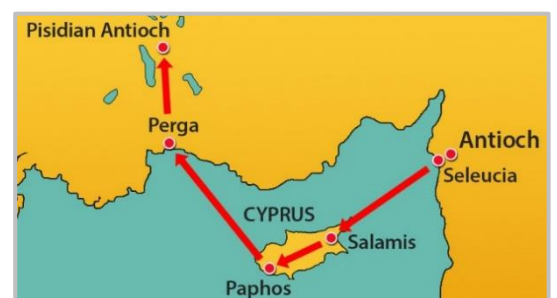 Pisidian Antioch
Perga
Antioch
Seleucia
CYPRUS
Salamis
Paphos